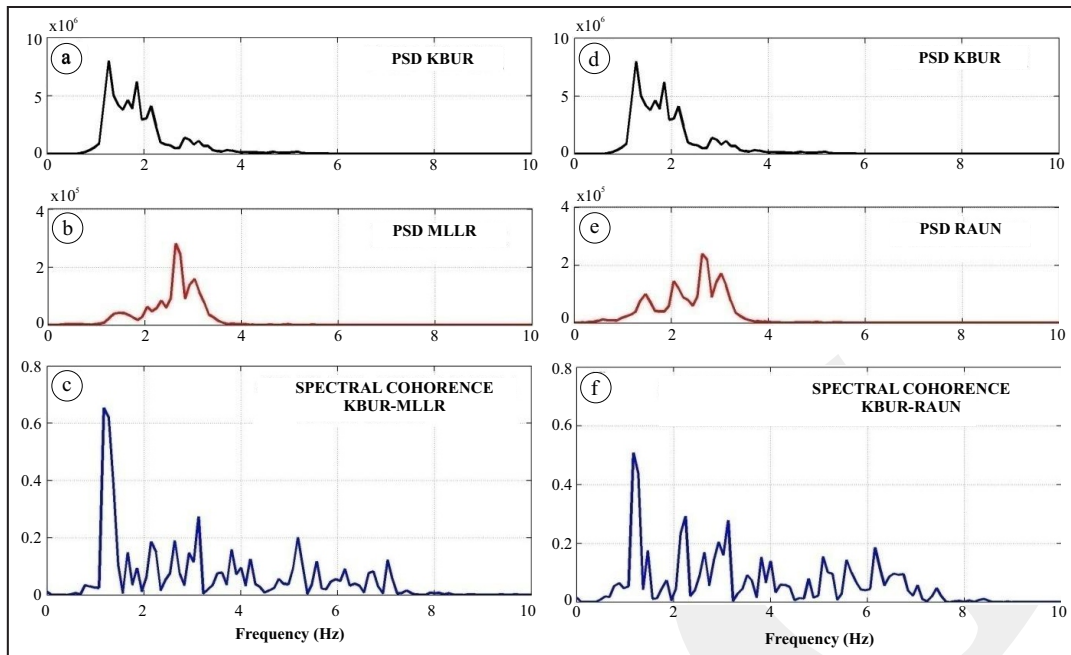 x10⁶
10
5
0
0
2
4
6
8
10
a
PSD KBUR
x10⁵
4
2
0
0
2
4
6
8
10
b
PSD MLLR
0.8
0.6
0.4
0.2
0
0
2
4
6
8
10
c
SPECTRAL COHORENCE
KBUR-MLLR
Frequency (Hz)
x10⁶
10
5
0
0
2
4
6
8
10
d
PSD KBUR
x10⁵
4
2
0
0
2
4
6
8
10
e
PSD RAUN
0.8
0.6
0.4
0.2
0
0
2
4
6
8
10
f
SPECTRAL COHORENCE
KBUR-RAUN
Frequency (Hz)